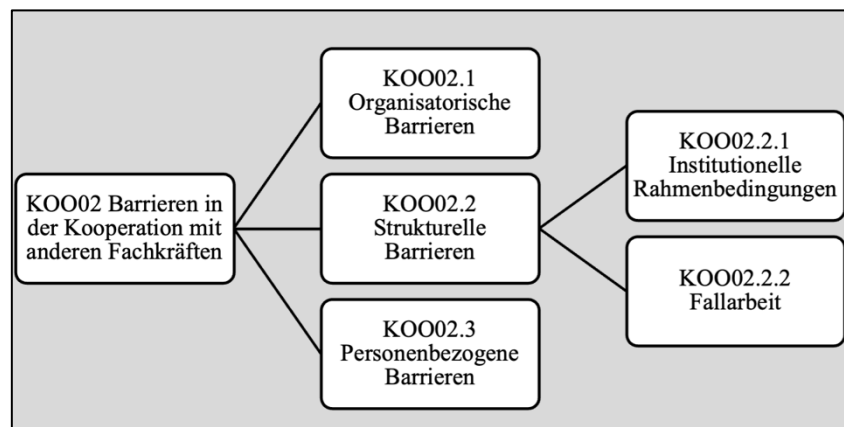 KOO02 Barrieren in
der Kooperation mit
anderen Fachkräften
KOO02.1
Organisatorische
Barrieren
KOO02.2
Strukturelle
Barrieren
KOO02.3
Personenbezogene
Barrieren
KOO02.2.1
Institutionelle
Rahmenbedingungen
KOO02.2.2
Fallarbeit